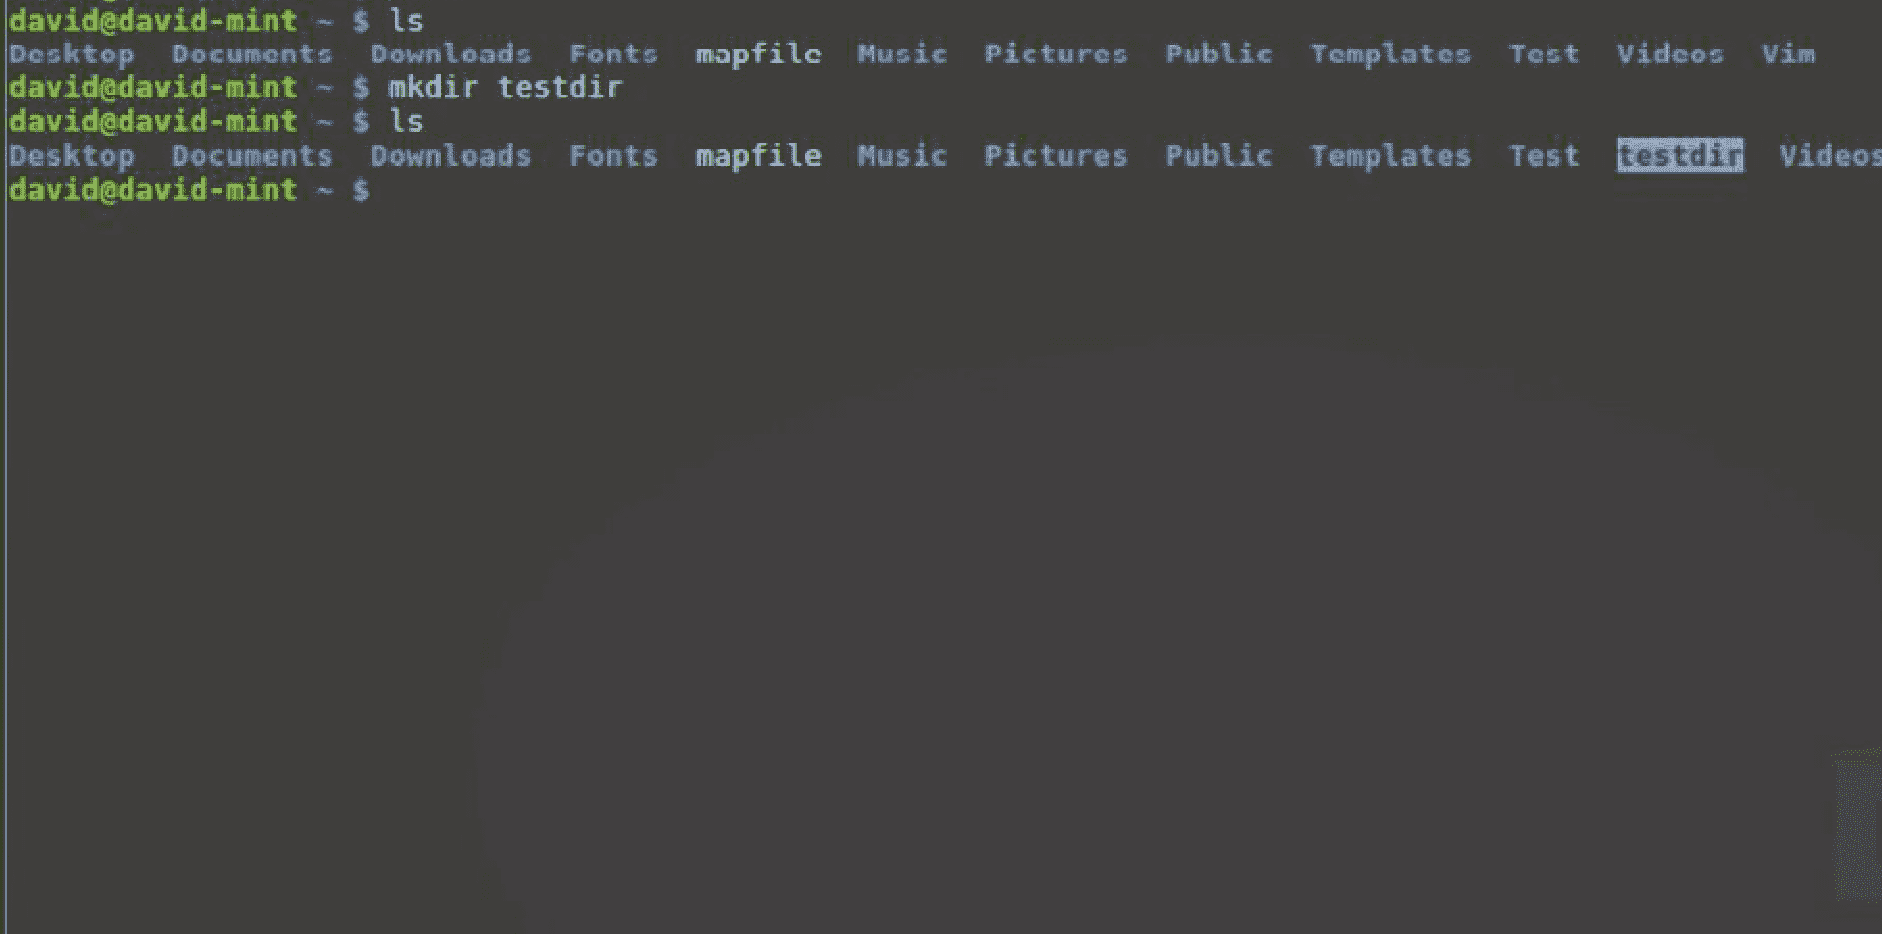 david@david-mint ~ $ ls
Desktop  Documents  Downloads  Fonts  mapfile  Music  Pictures  Public  Templates  Test  Videos  Vim
david@david-mint ~ $ mkdir testdir
david@david-mint ~ $ ls
Desktop  Documents  Downloads  Fonts  mapfile  Music  Pictures  Public  Templates  Test  testdir  Videos
david@david-mint ~ $